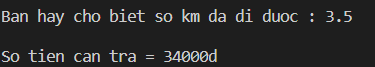 Ban hay cho biet so km da di duoc : 3.5
So tien can tra = 34000d